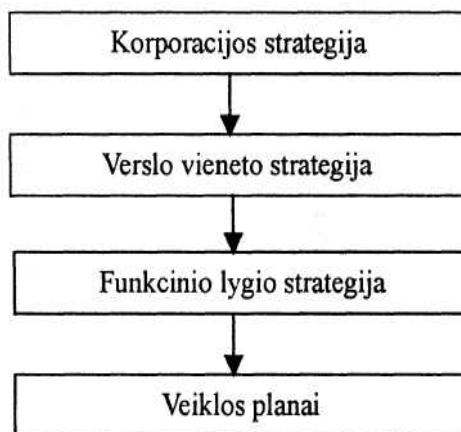 Korporacijos strategija
Verslo vieneto strategija
Funkcinio lygio strategija
Veiklos planai